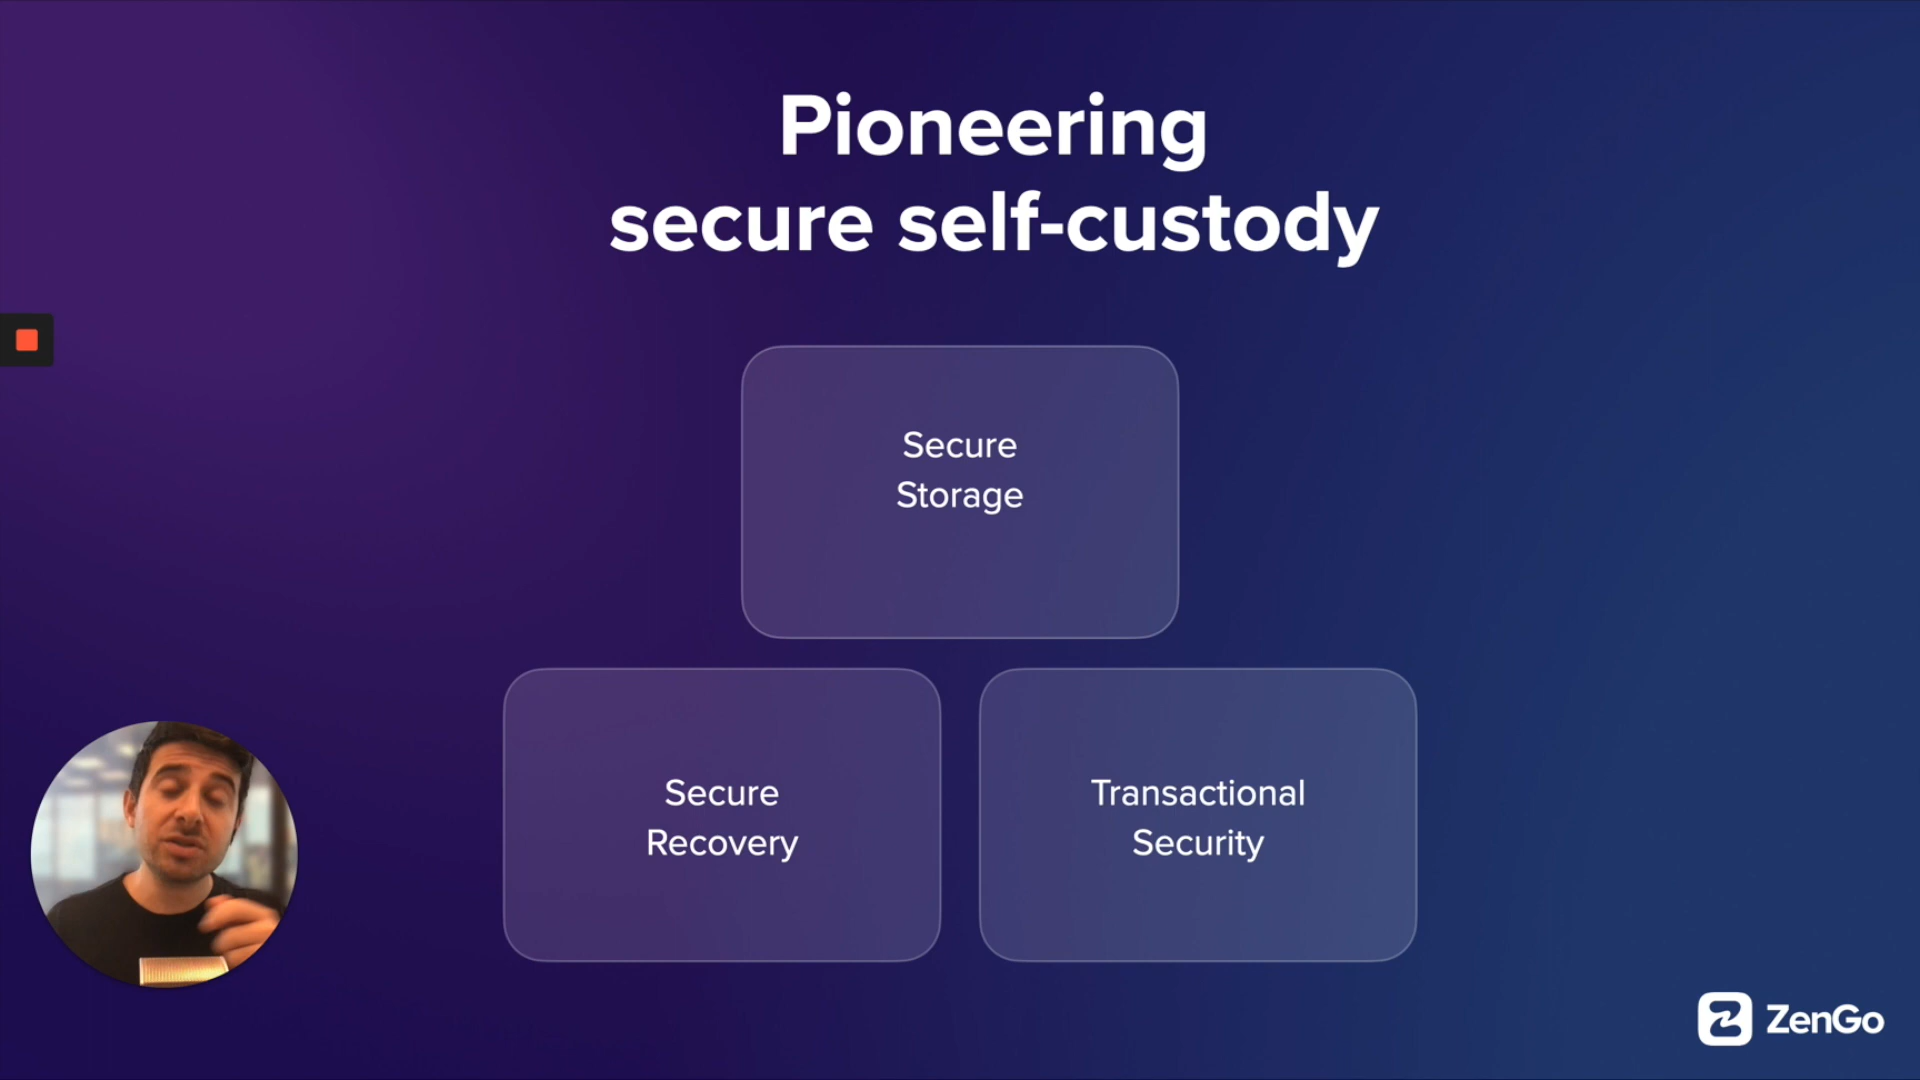 Pioneering
secure self-custody
Secure
Storage
Secure
Recovery
Transactional
Security
ZenGo